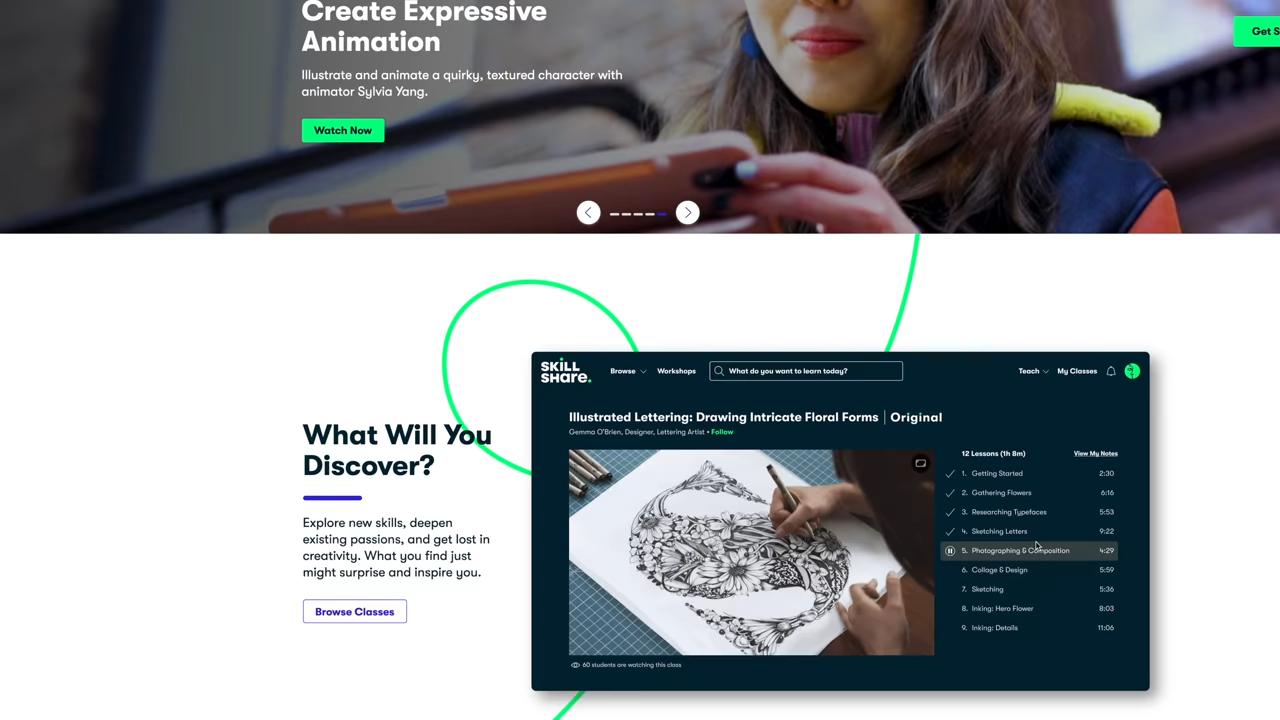 Create Expressive
Animation
Get S
Illustrate and animate a quirky, textured character with
animator Sylvia Yang.
Watch Now
SKiLL
SHare.
Browse
Workshops
What do you want to learn today?
Teach
My Classes
Illustrated Lettering: Drawing Intricate Floral Forms | Original
Gemma O'Brien, Designer, Lettering Artist • Follow
What Will You
Discover?
Explore new skills, deepen
existing passions, and get lost in
creativity. What you find just
might surprise and inspire you.
Browse Classes
12 Lessons (1h 8m) View My Notes
1. Getting Started 2:30
2. Gathering Flowers 6:16
3. Researching Typefaces 5:53
4. Sketching Letters 9:22
5. Photographing & Composition 4:29
6. Collage & Design 5:59
7. Sketching 5:36
8. Inking: Hero Flower 8:03
9. Inking: Details 11:06
60 students are watching this class